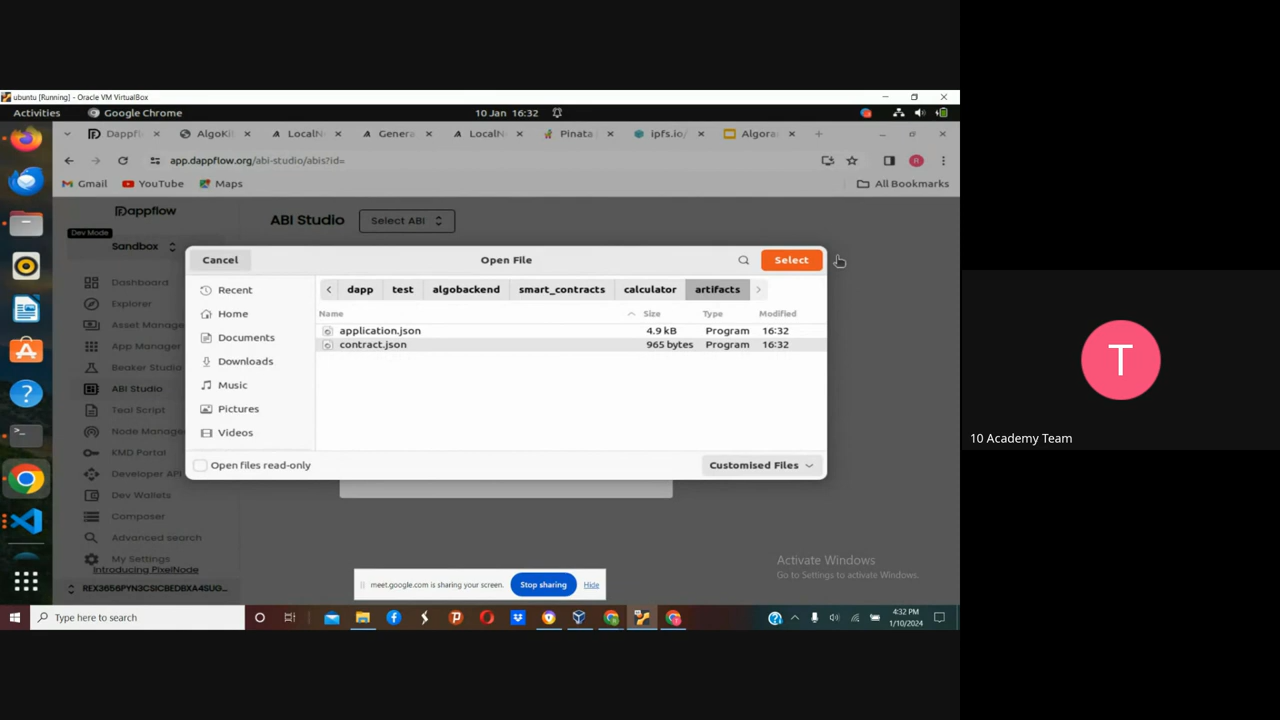 ubuntu [Running] - Oracle VM VirtualBox
Activities Google Chrome 10 Jan 16:32
Dappfl AlgoKi LocalN Genera LocalN Pinata ipfs.io/ Algora
app.dappflow.org/abi-studio/abis?id=
Gmail YouTube Maps All Bookmarks
Dappflow
Dev Mode
Sandbox
ABI Studio Select ABI
Cancel Open File Select
Recent
Home
Documents
Downloads
Music
Pictures
Videos
dapp test algobackend smart_contracts calculator artifacts
Name Size Type Modified
application.json 4.9 kB Program 16:32
contract.json 965 bytes Program 16:32
Open files read-only Customised Files
Dashboard
Explorer
Asset Manage
App Manager
Beaker Studio
ABI Studio
Teal Script
Node Manage
KMD Portal
Developer API
Dev Wallets
Composer
Advanced search
My Settings
Introducing PixelNode
Activate Windows
Go to Settings to activate Windows.
meet.google.com is sharing your screen. Stop sharing Hide
Type here to search
4:32 PM
1/10/2024
T
10 Academy Team